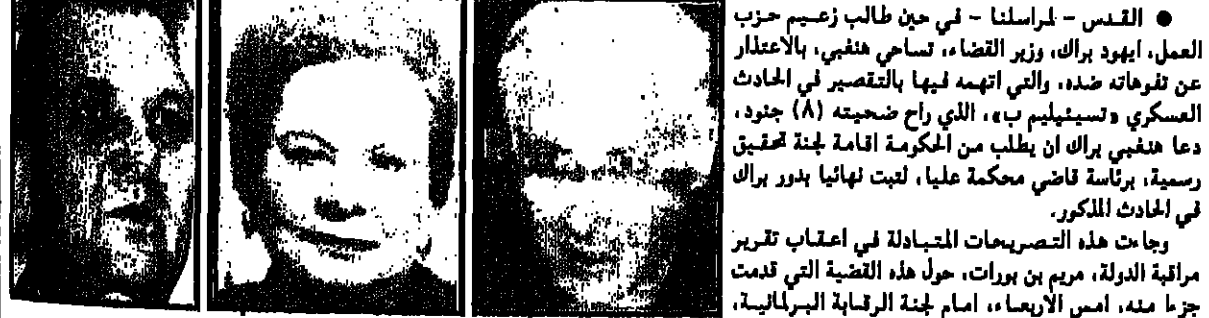 ● القدس - لمراسلنا - في حين طالب زعيم حزب
العمل، ايهود براك، وزير القضاء، تساحي هنغبي، بالاعتذار
عن تفوهاته ضده، والتي اتهمه فيها بالتقصير في الحادث
العسكري «تسيئيليم ب»، الذي راح ضحيته (٨) جنود،
دعا هنغبي براك ان يطلب من الحكومة اقامة لجنة تحقيق
رسمية، برئاسة قاضي محكمة عليا، لتبت نهائيا بدور براك
في الحادث المذكور.
وجاءت هذه التصريحات المتبادلة في اعقاب تقرير
مراقبة الدولة، مريم بن بورات، حول هذه القضية التي قدمت
جزءا منه، امس الاربعاء، امام لجنة الرقابة البرلمانية،